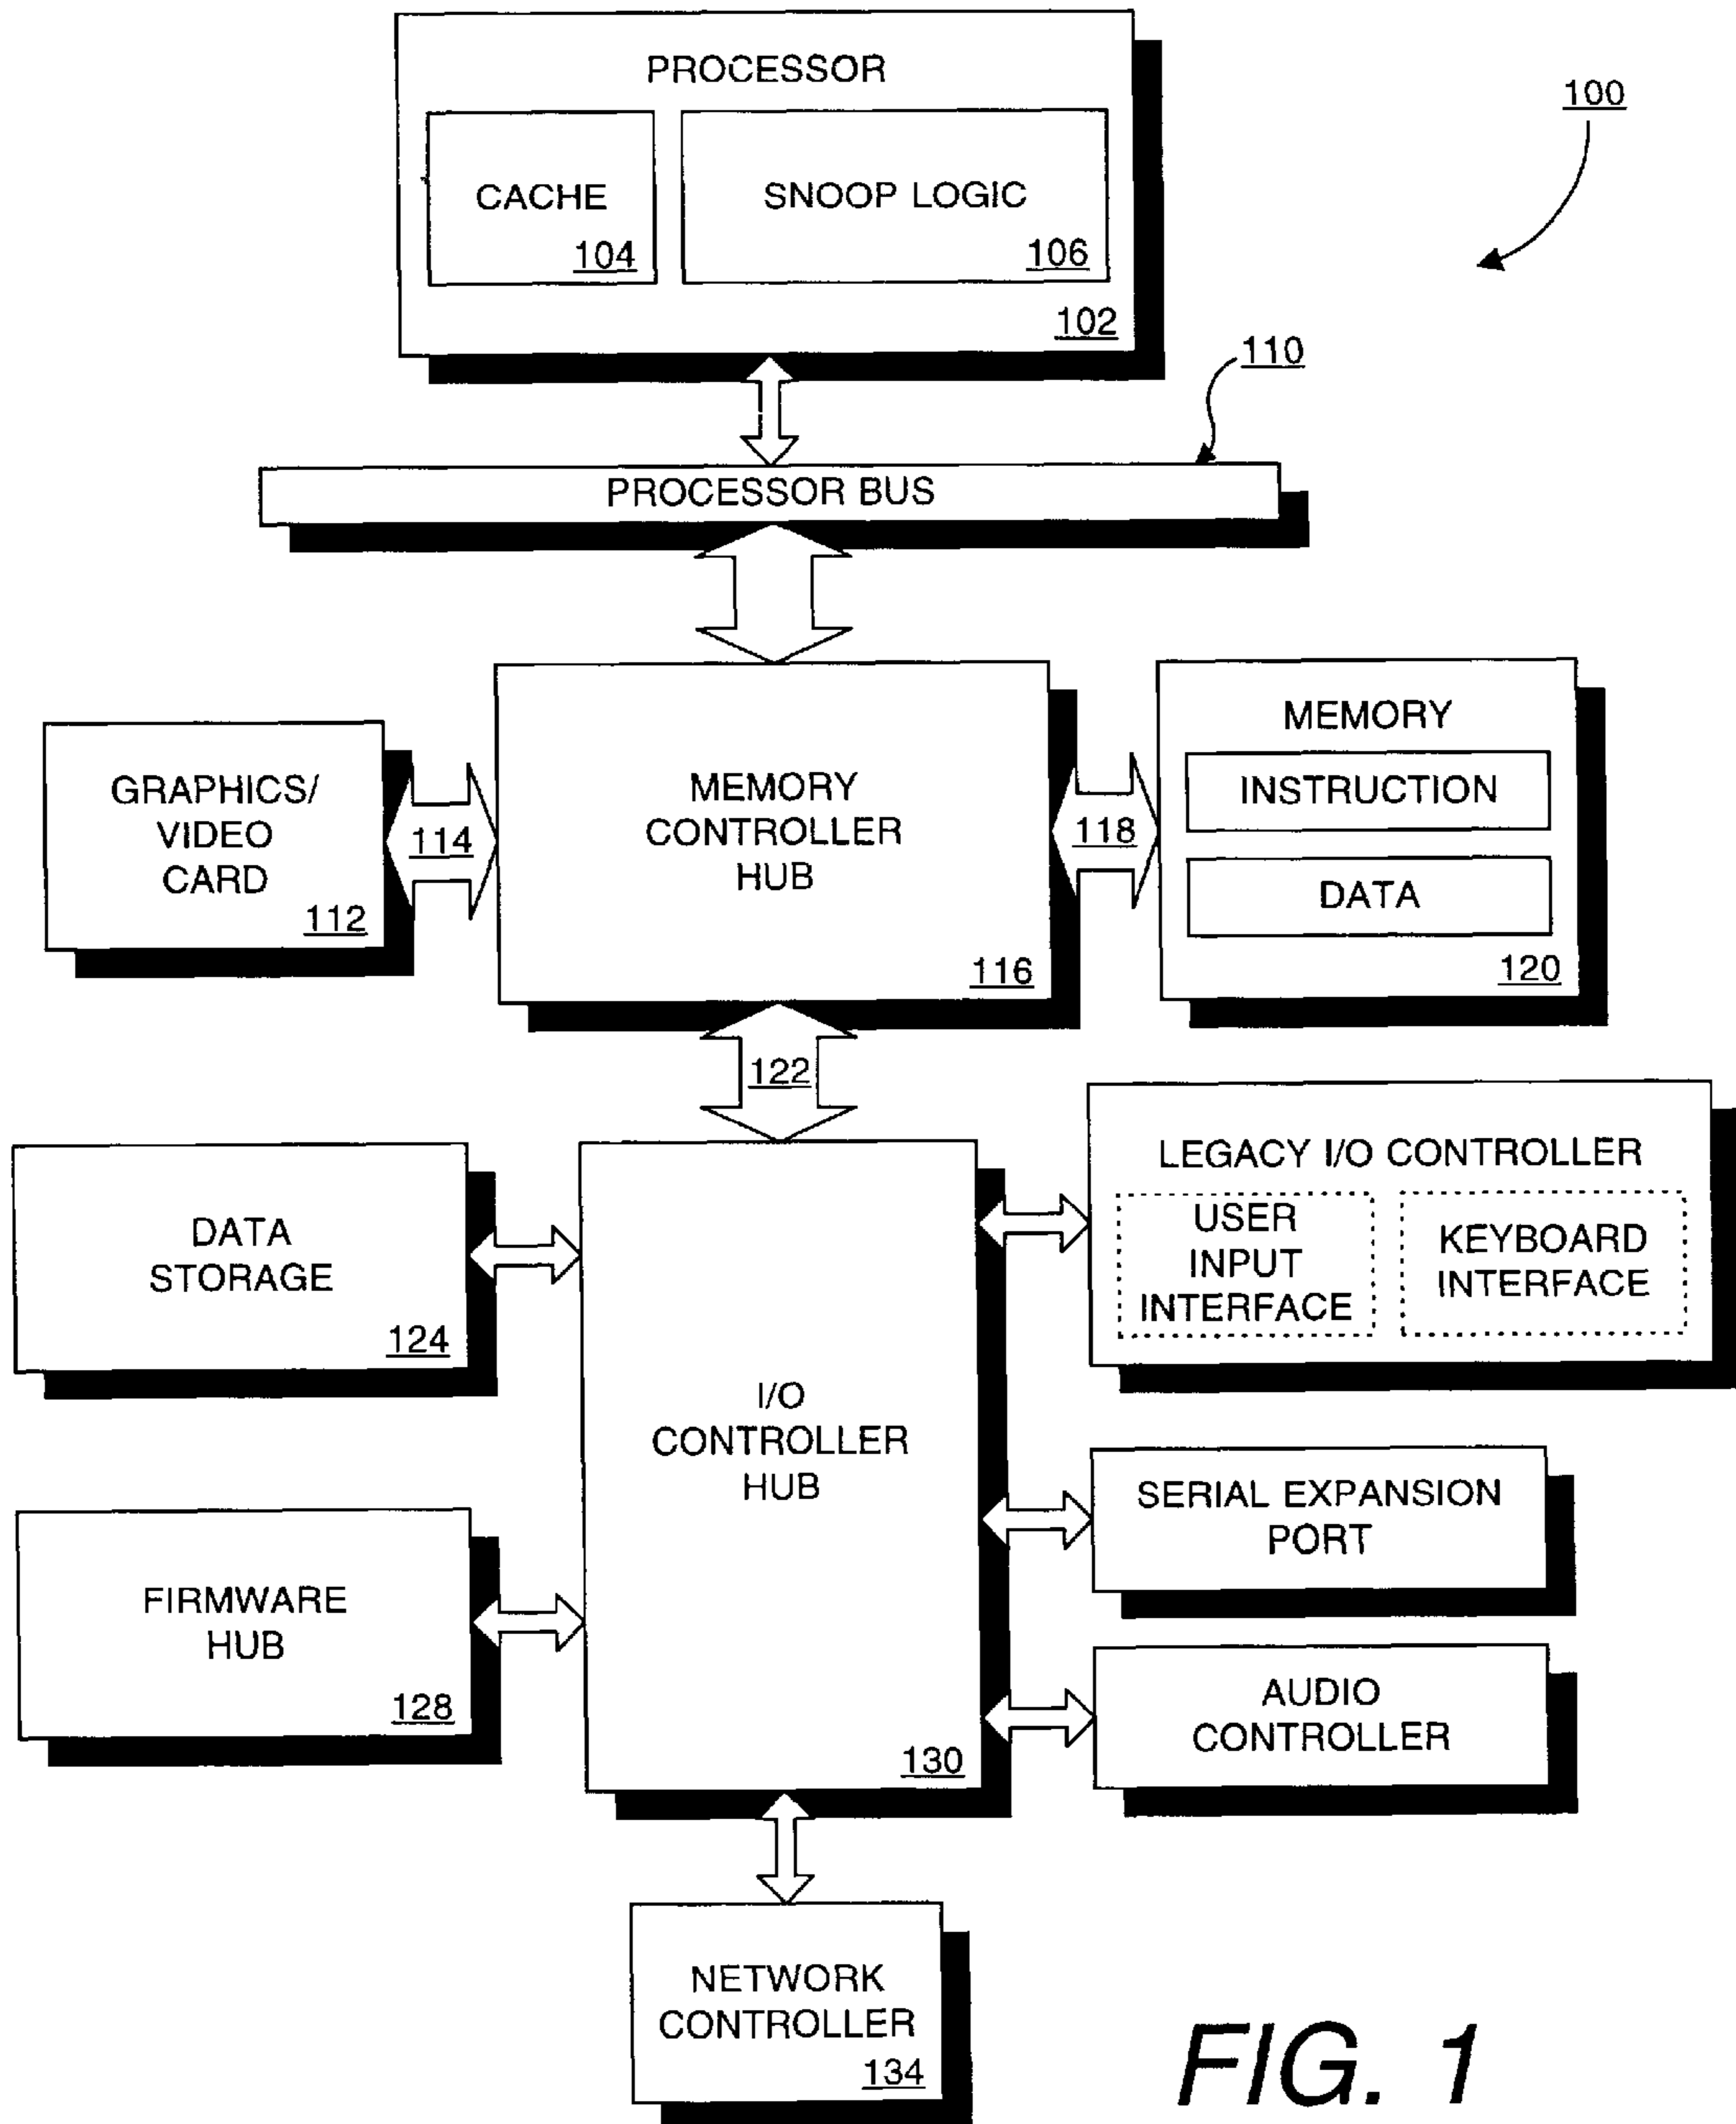 PROCESSOR
CACHE
104
SNOOP LOGIC
106
102
100
110
PROCESSOR BUS
GRAPHICS/
VIDEO
CARD
112
114
MEMORY
CONTROLLER
HUB
116
118
MEMORY
INSTRUCTION
DATA
120
122
DATA
STORAGE
124
LEGACY I/O CONTROLLER
USER
INPUT
INTERFACE
KEYBOARD
INTERFACE
I/O
CONTROLLER
HUB
130
SERIAL EXPANSION
PORT
FIRMWARE
HUB
128
AUDIO
CONTROLLER
NETWORK
CONTROLLER
134
FIG. 1